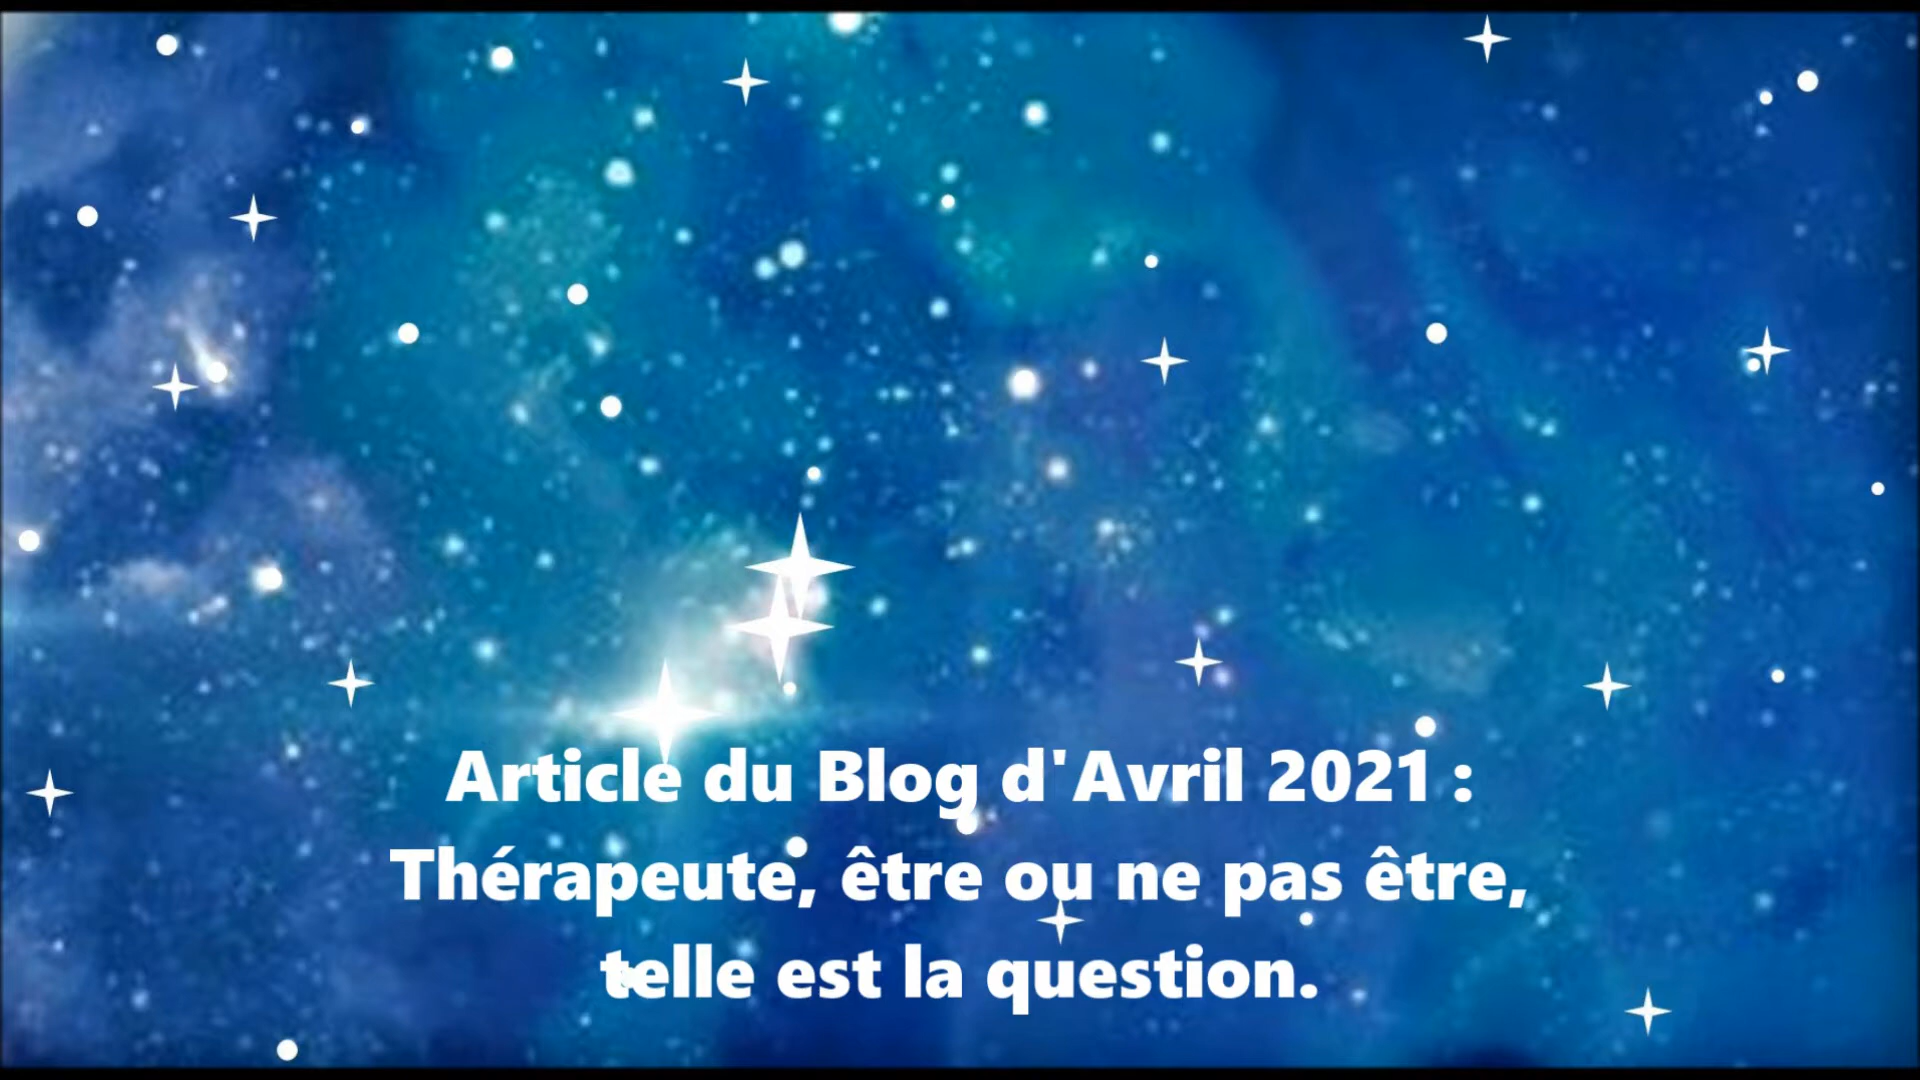 Article du Blog d'Avril 2021 :
Thérapeute, être ou ne pas être,
telle est la question.